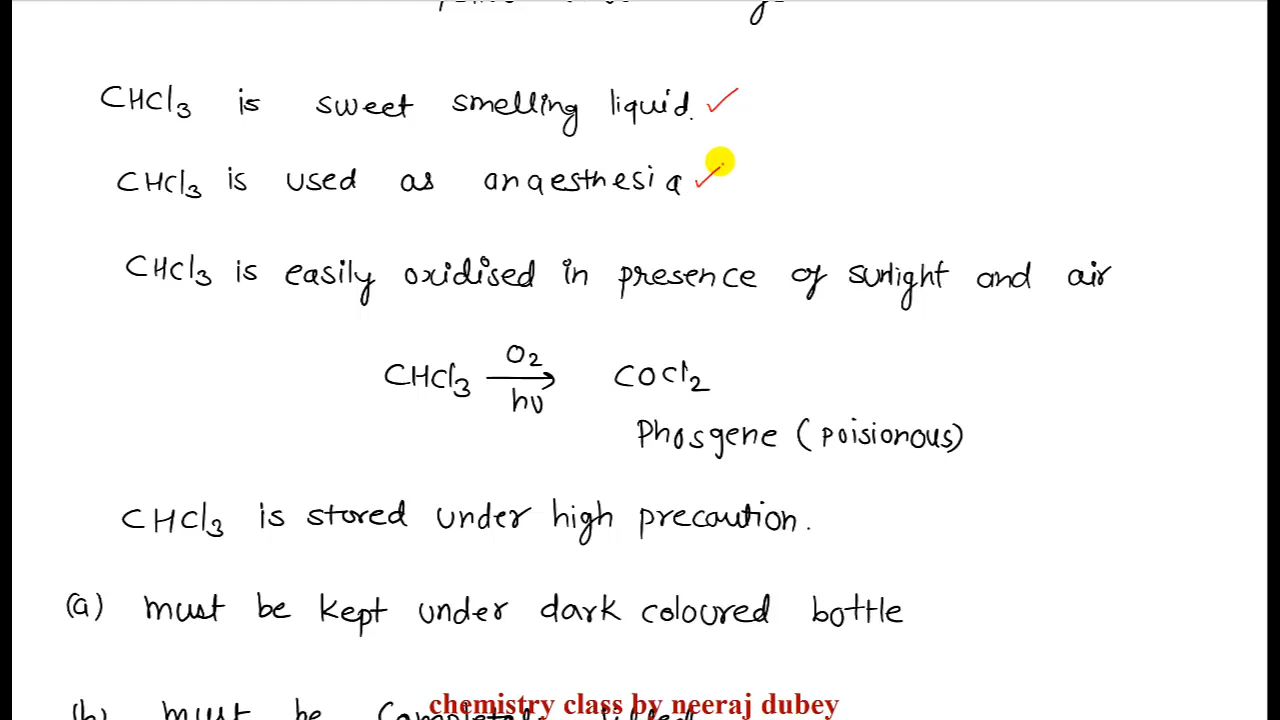 CHCl3 is sweet smelling liquid.
CHCl3 is used as anaesthesia
CHCl3 is easily oxidised in presence of sunlight and air
CHCl3 O2 hν COCl2
Phosgene (poisionous)
CHCl3 is stored under high precaution.
(a) must be kept under dark coloured bottle
(b) must be
chemistry class by neeraj dubey